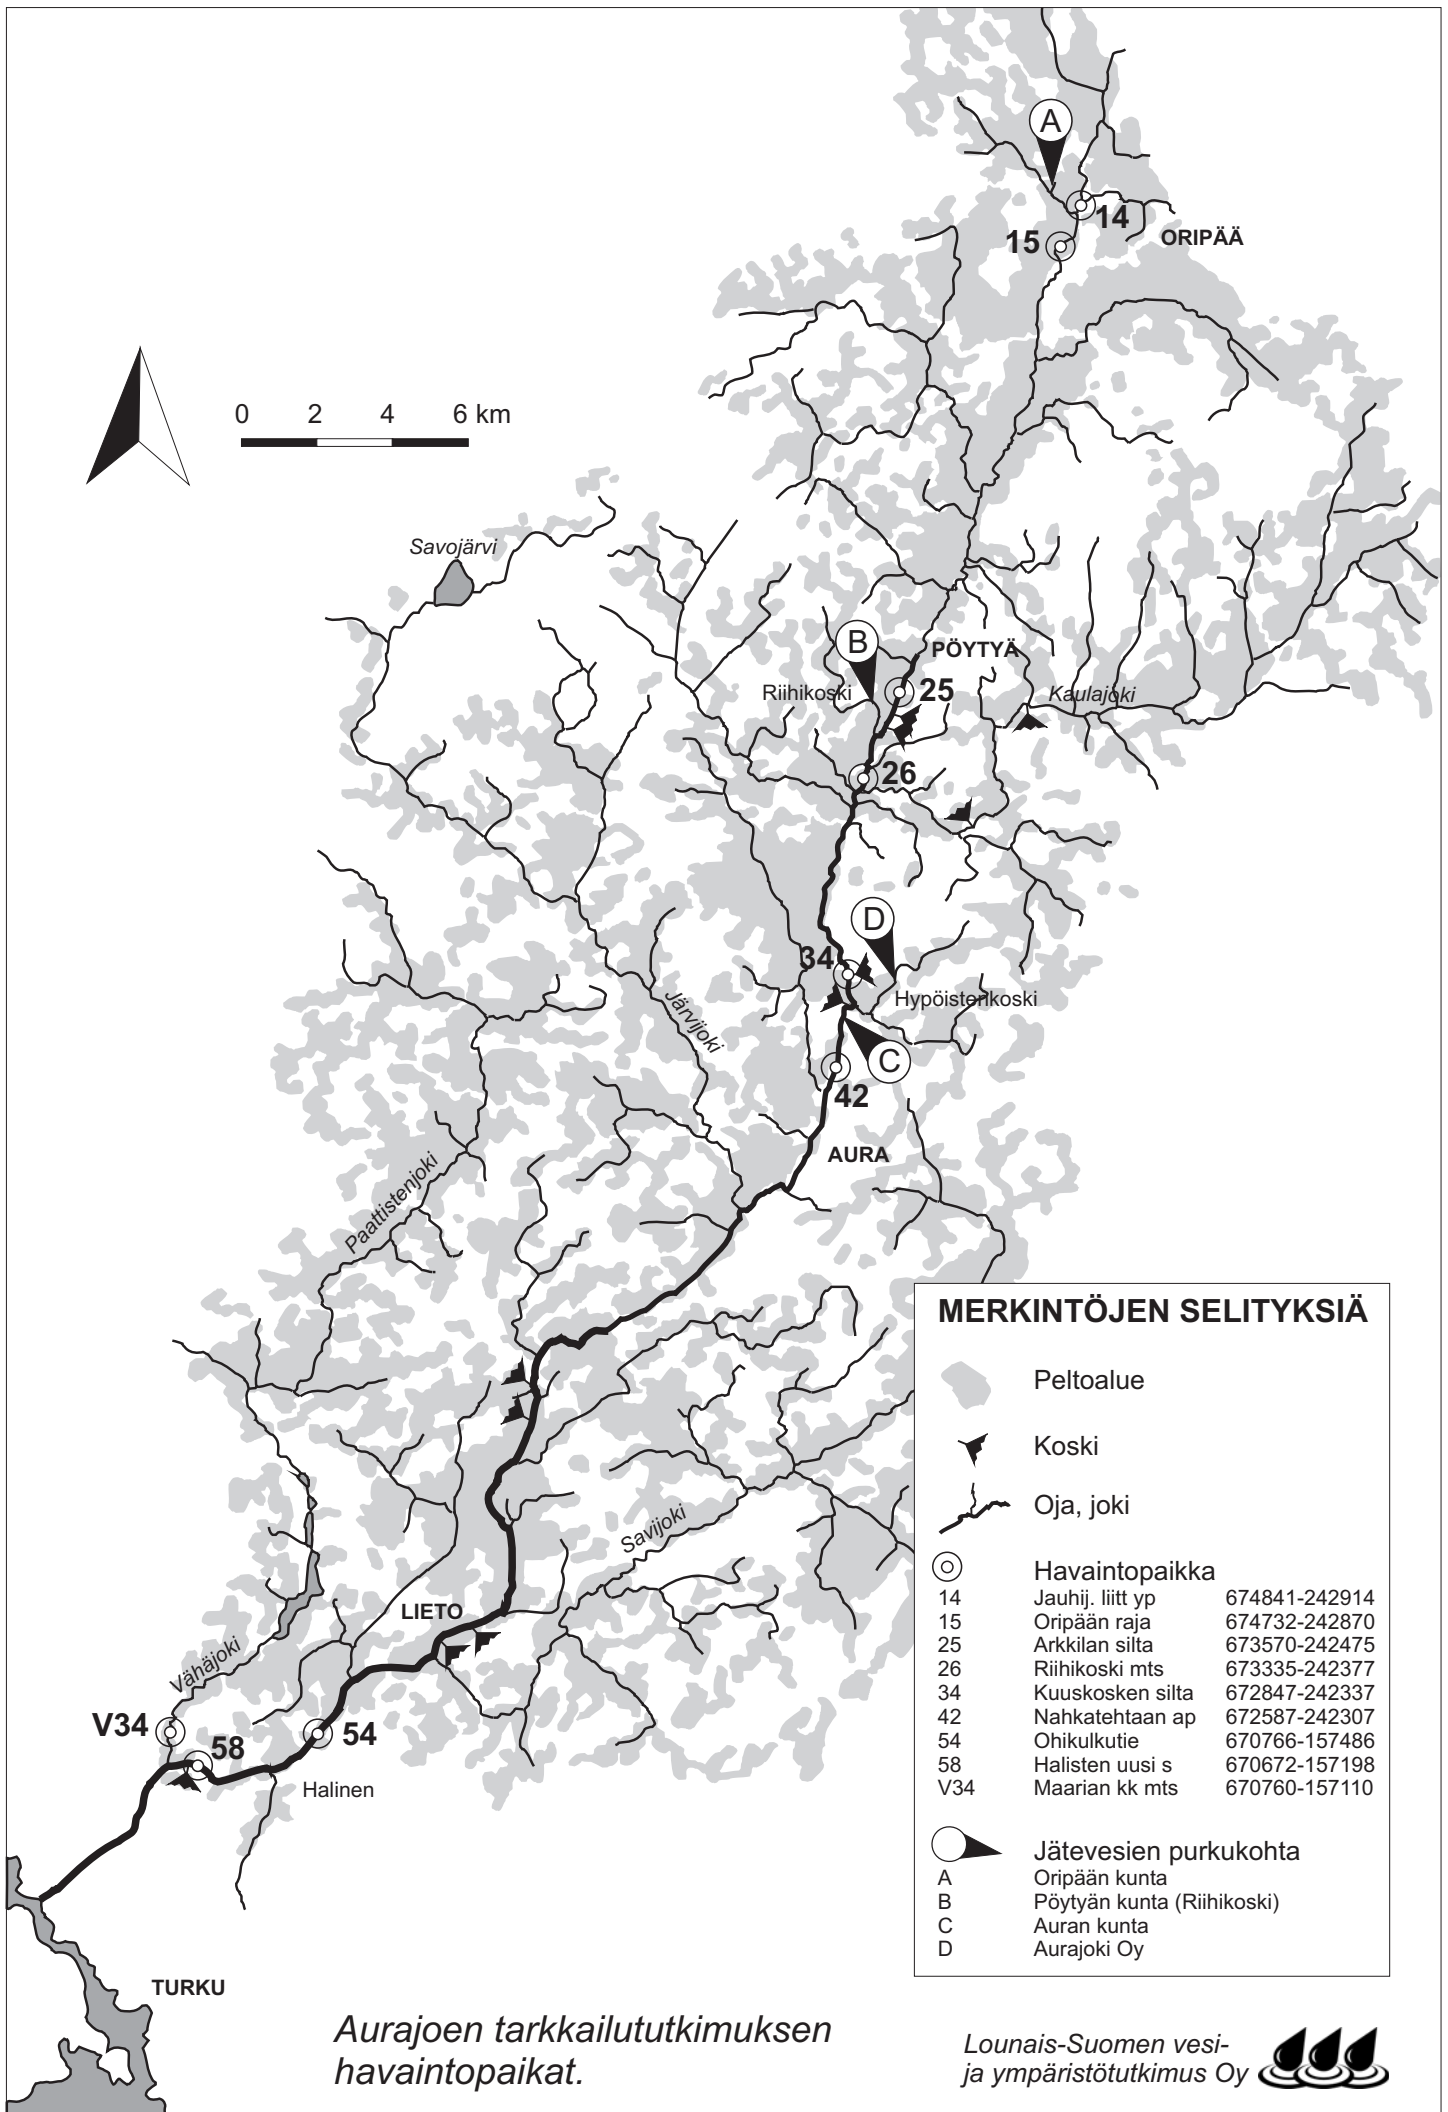 A
14
15
ORIPÄÄ
0 2 4 6 km
Savojärvi
B
PÖYTYÄ
Riihikoski
25
Kaulajoki
26
D
34
Hypöistenkoski
Järvijoki
C
42
AURA
Paattistenjoki
Savijoki
LIETO
Vähäjoki
V34
58
54
Halinen
TURKU
MERKINTÖJEN SELITYKSIÄ
Peltoalue
Koski
Oja, joki
Havaintopaikka
14 Jauhij. liitt yp 674841-242914
15 Oripään raja 674732-242870
25 Arkkilan silta 673570-242475
26 Riihikoski mts 673335-242377
34 Kuuskosken silta 672847-242337
42 Nahkatehtaan ap 672587-242307
54 Ohikulkutie 670766-157486
58 Halisten uusi s 670672-157198
V34 Maarian kk mts 670760-157110
Jätevesien purkukohta
A Oripään kunta
B Pöytyän kunta (Riihikoski)
C Auran kunta
D Aurajoki Oy
Aurajoen tarkkailututkimuksen
havaintopaikat.
Lounais-Suomen vesi-
ja ympäristötutkimus Oy